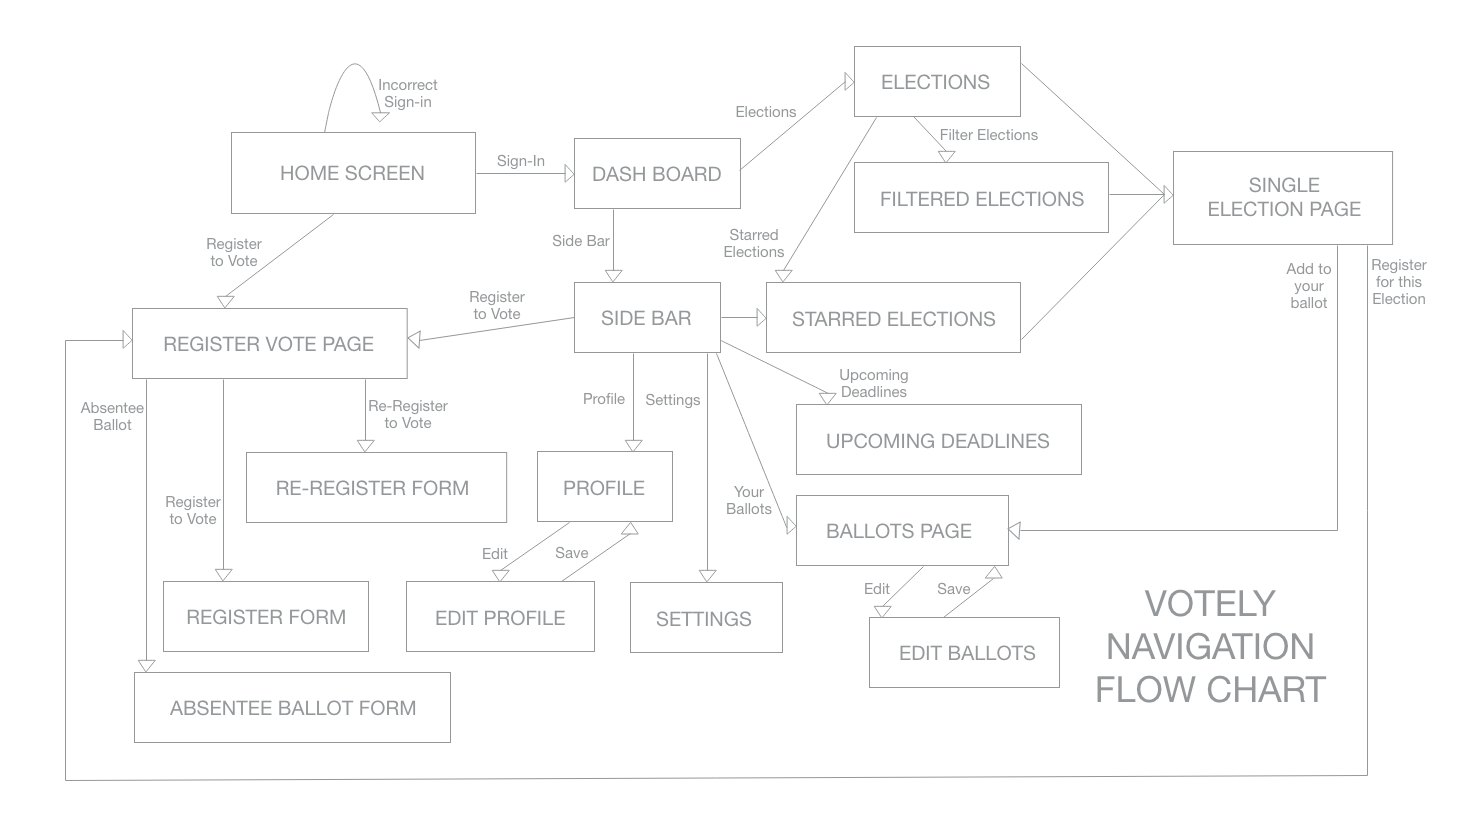 Incorrect
Sign-in
HOME SCREEN
Sign-In
DASH BOARD
Elections
ELECTIONS
Filter Elections
FILTERED ELECTIONS
SINGLE
ELECTION PAGE
Register
to Vote
Side Bar
Starred
Elections
Add to
your
ballot
Register
for this
Election
REGISTER VOTE PAGE
Register
to Vote
SIDE BAR
STARRED ELECTIONS
Absentee
Ballot
Re-Register
to Vote
Profile
Settings
Upcoming
Deadlines
UPCOMING DEADLINES
RE-REGISTER FORM
PROFILE
Your
Ballots
Register
to Vote
BALLOTS PAGE
Edit
Save
Edit
Save
REGISTER FORM
EDIT PROFILE
SETTINGS
EDIT BALLOTS
VOTELY
NAVIGATION
FLOW CHART
ABSENTEE BALLOT FORM